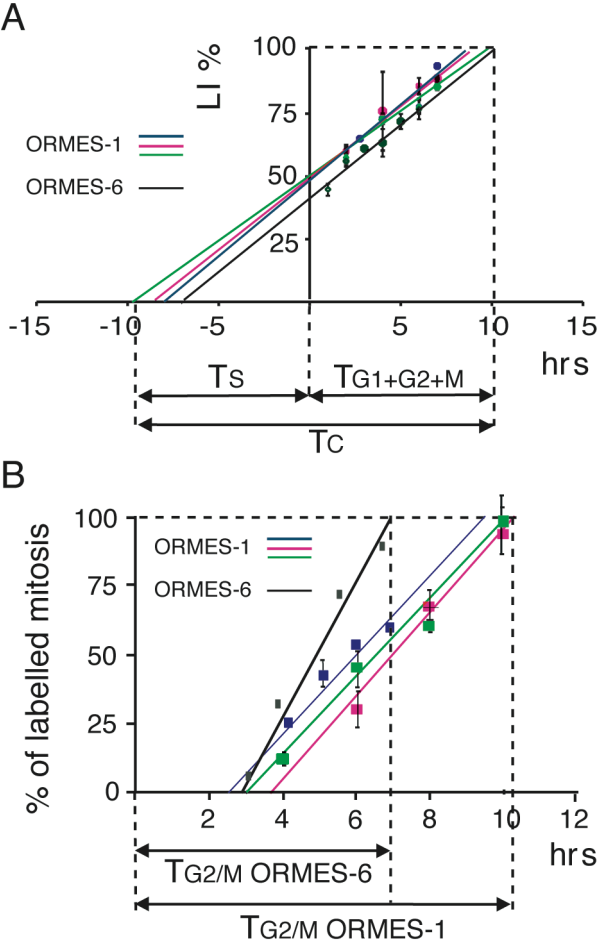 A
LI %
100
75
50
25
ORMES-1
ORMES-6
-15 -10 -5 0 5 10 15
hrs
TS
TG1+G2+M
TC
B
% of labelled mitosis
100
75
50
25
0
ORMES-1
ORMES-6
2 4 6 8 10 12
hrs
TG2/M ORMES-6
TG2/M ORMES-1